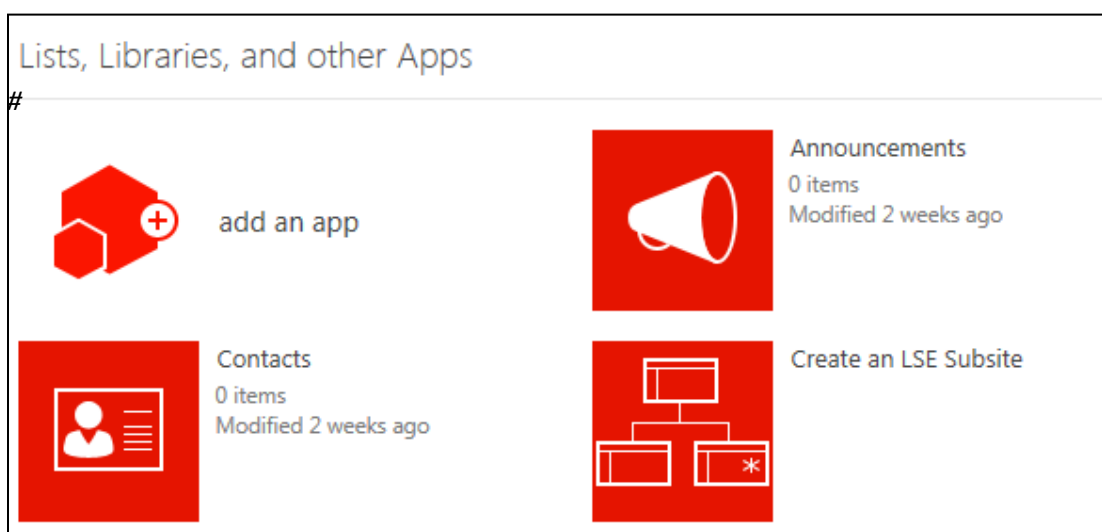 Lists, Libraries, and other Apps
#
add an app
Announcements
0 items
Modified 2 weeks ago
Contacts
0 items
Modified 2 weeks ago
Create an LSE Subsite